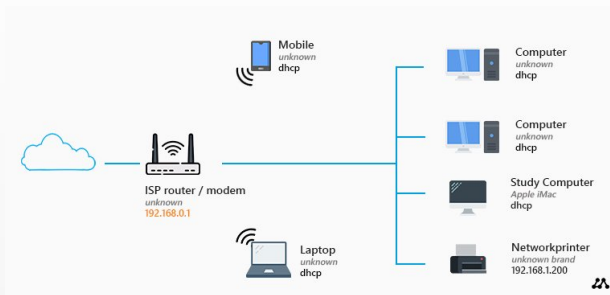 Mobile
unknown
dhcp
Computer
unknown
dhcp
Computer
unknown
dhcp
ISP router / modem
unknown
192.168.0.1
Study Computer
Apple iMac
dhcp
Laptop
unknown
dhcp
Networkprinter
unknown brand
192.168.1.200